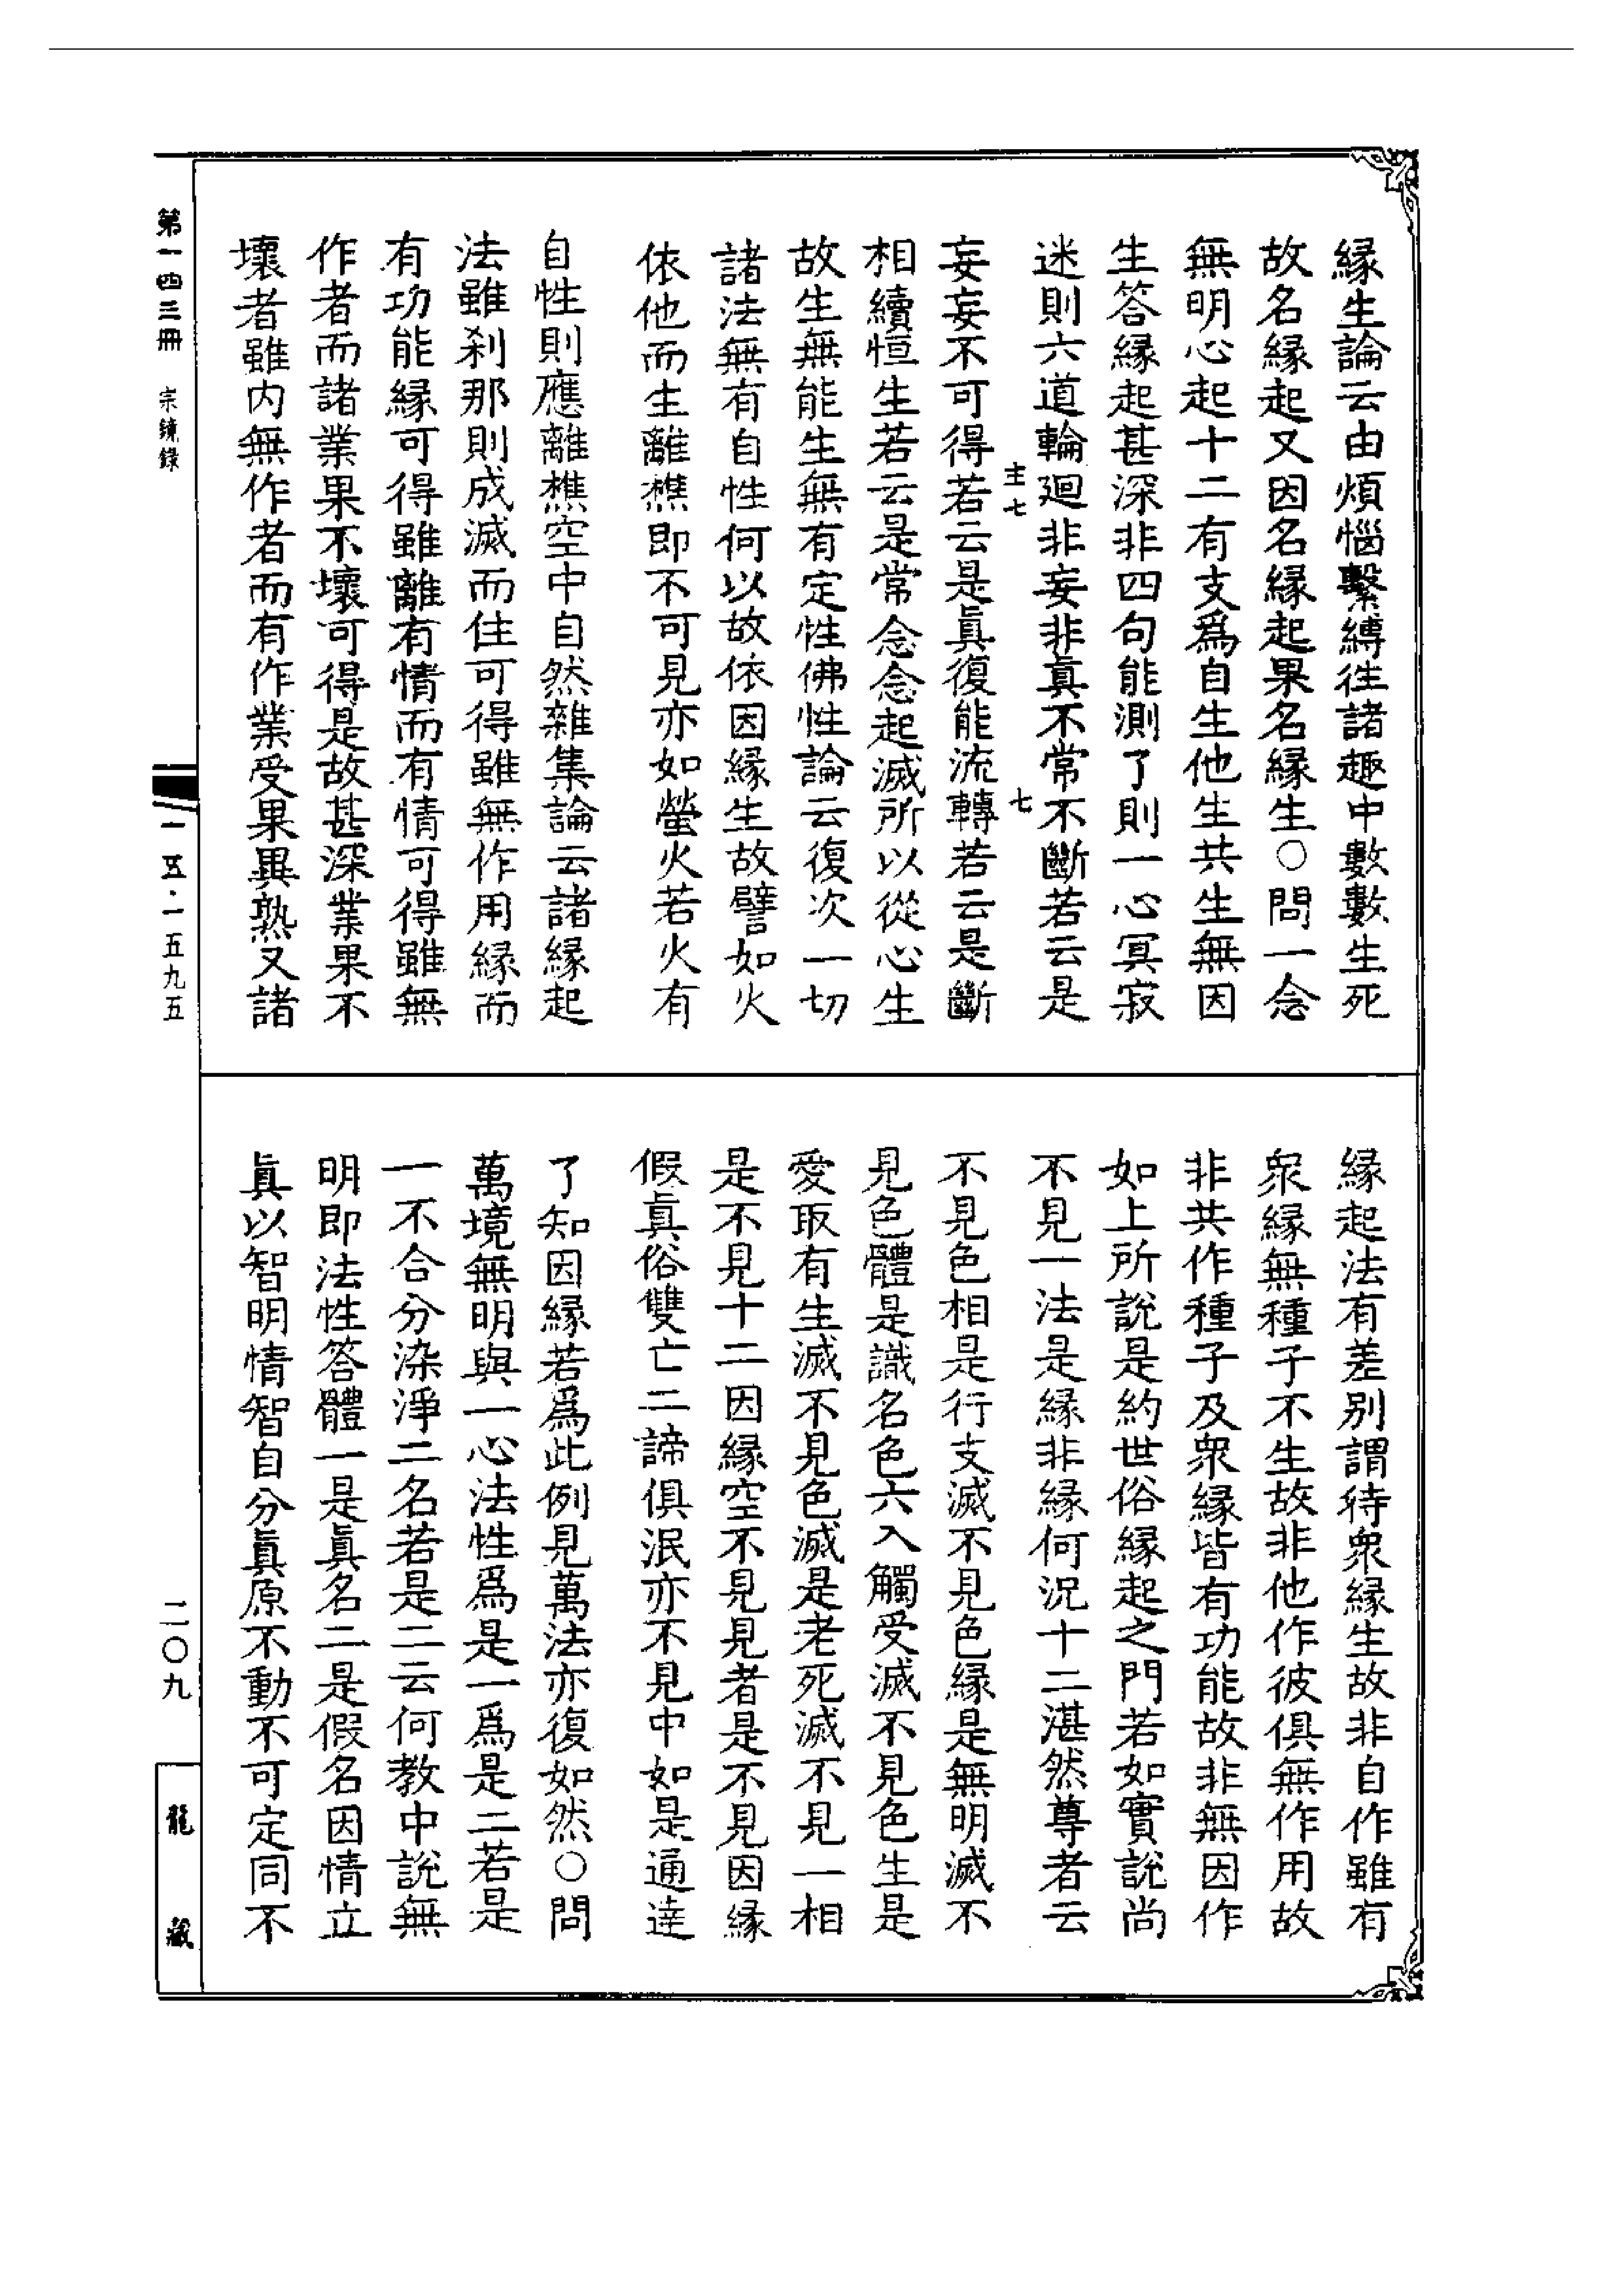 緣生論云由煩惱繫縛徃諸趣中數數生死
故名緣起又因名緣起果名緣生○問一念
無明心起十二有支爲自生他生共生無因
生答緣起甚深非四句能測了則一心冥寂
迷則六道輪廻非妄非眞不常不斷若云是
妄妄不可得若云是眞復能流轉若云是斷
相續恒生若云是常念念起滅所以從心生
故生無能生無有定性佛性論云復次一切
諸法無有自性何以故依因緣生故譬如火
依他而生離樵即不可見亦如螢火若火有
自性則應離樵空中自然雜集論云諸緣起
法雖刹那則成滅而住可得雖無作用緣而
有功能緣可得雖離有情而有情可得雖無
作者而諸業果不壞可得是故甚深業果不
壞者雖内無作者而有作業受果異熟又諸
主七
七
緣起法有差別謂待衆緣生故非自作雖有
衆緣無種子不生故非他作彼俱無作用故
非共作種子及衆緣皆有功能故非無因作
如上所說是約世俗緣起之門若如實說尚
不見一法是緣非緣何況十二湛然尊者云
不見色相是行支滅不見色緣是無明滅不
見色體是識名色六入觸受滅不見色生是
愛取有生滅不見色滅是老死滅不見一相
是不見十二因緣空不見見者是不見因緣
假眞俗雙亡二諦俱泯亦不見中如是通達
了知因緣若爲此例見萬法亦復如然○問
萬境無明與一心法性爲是一爲是二若是
一不合分染淨二名若是二云何教中說無
明即法性答體一是眞名二是假名因情立
眞以智明情智自分眞原不動不可定同不
第一四三冊 宗鏡錄
一五·一五九五
二〇九
龍藏